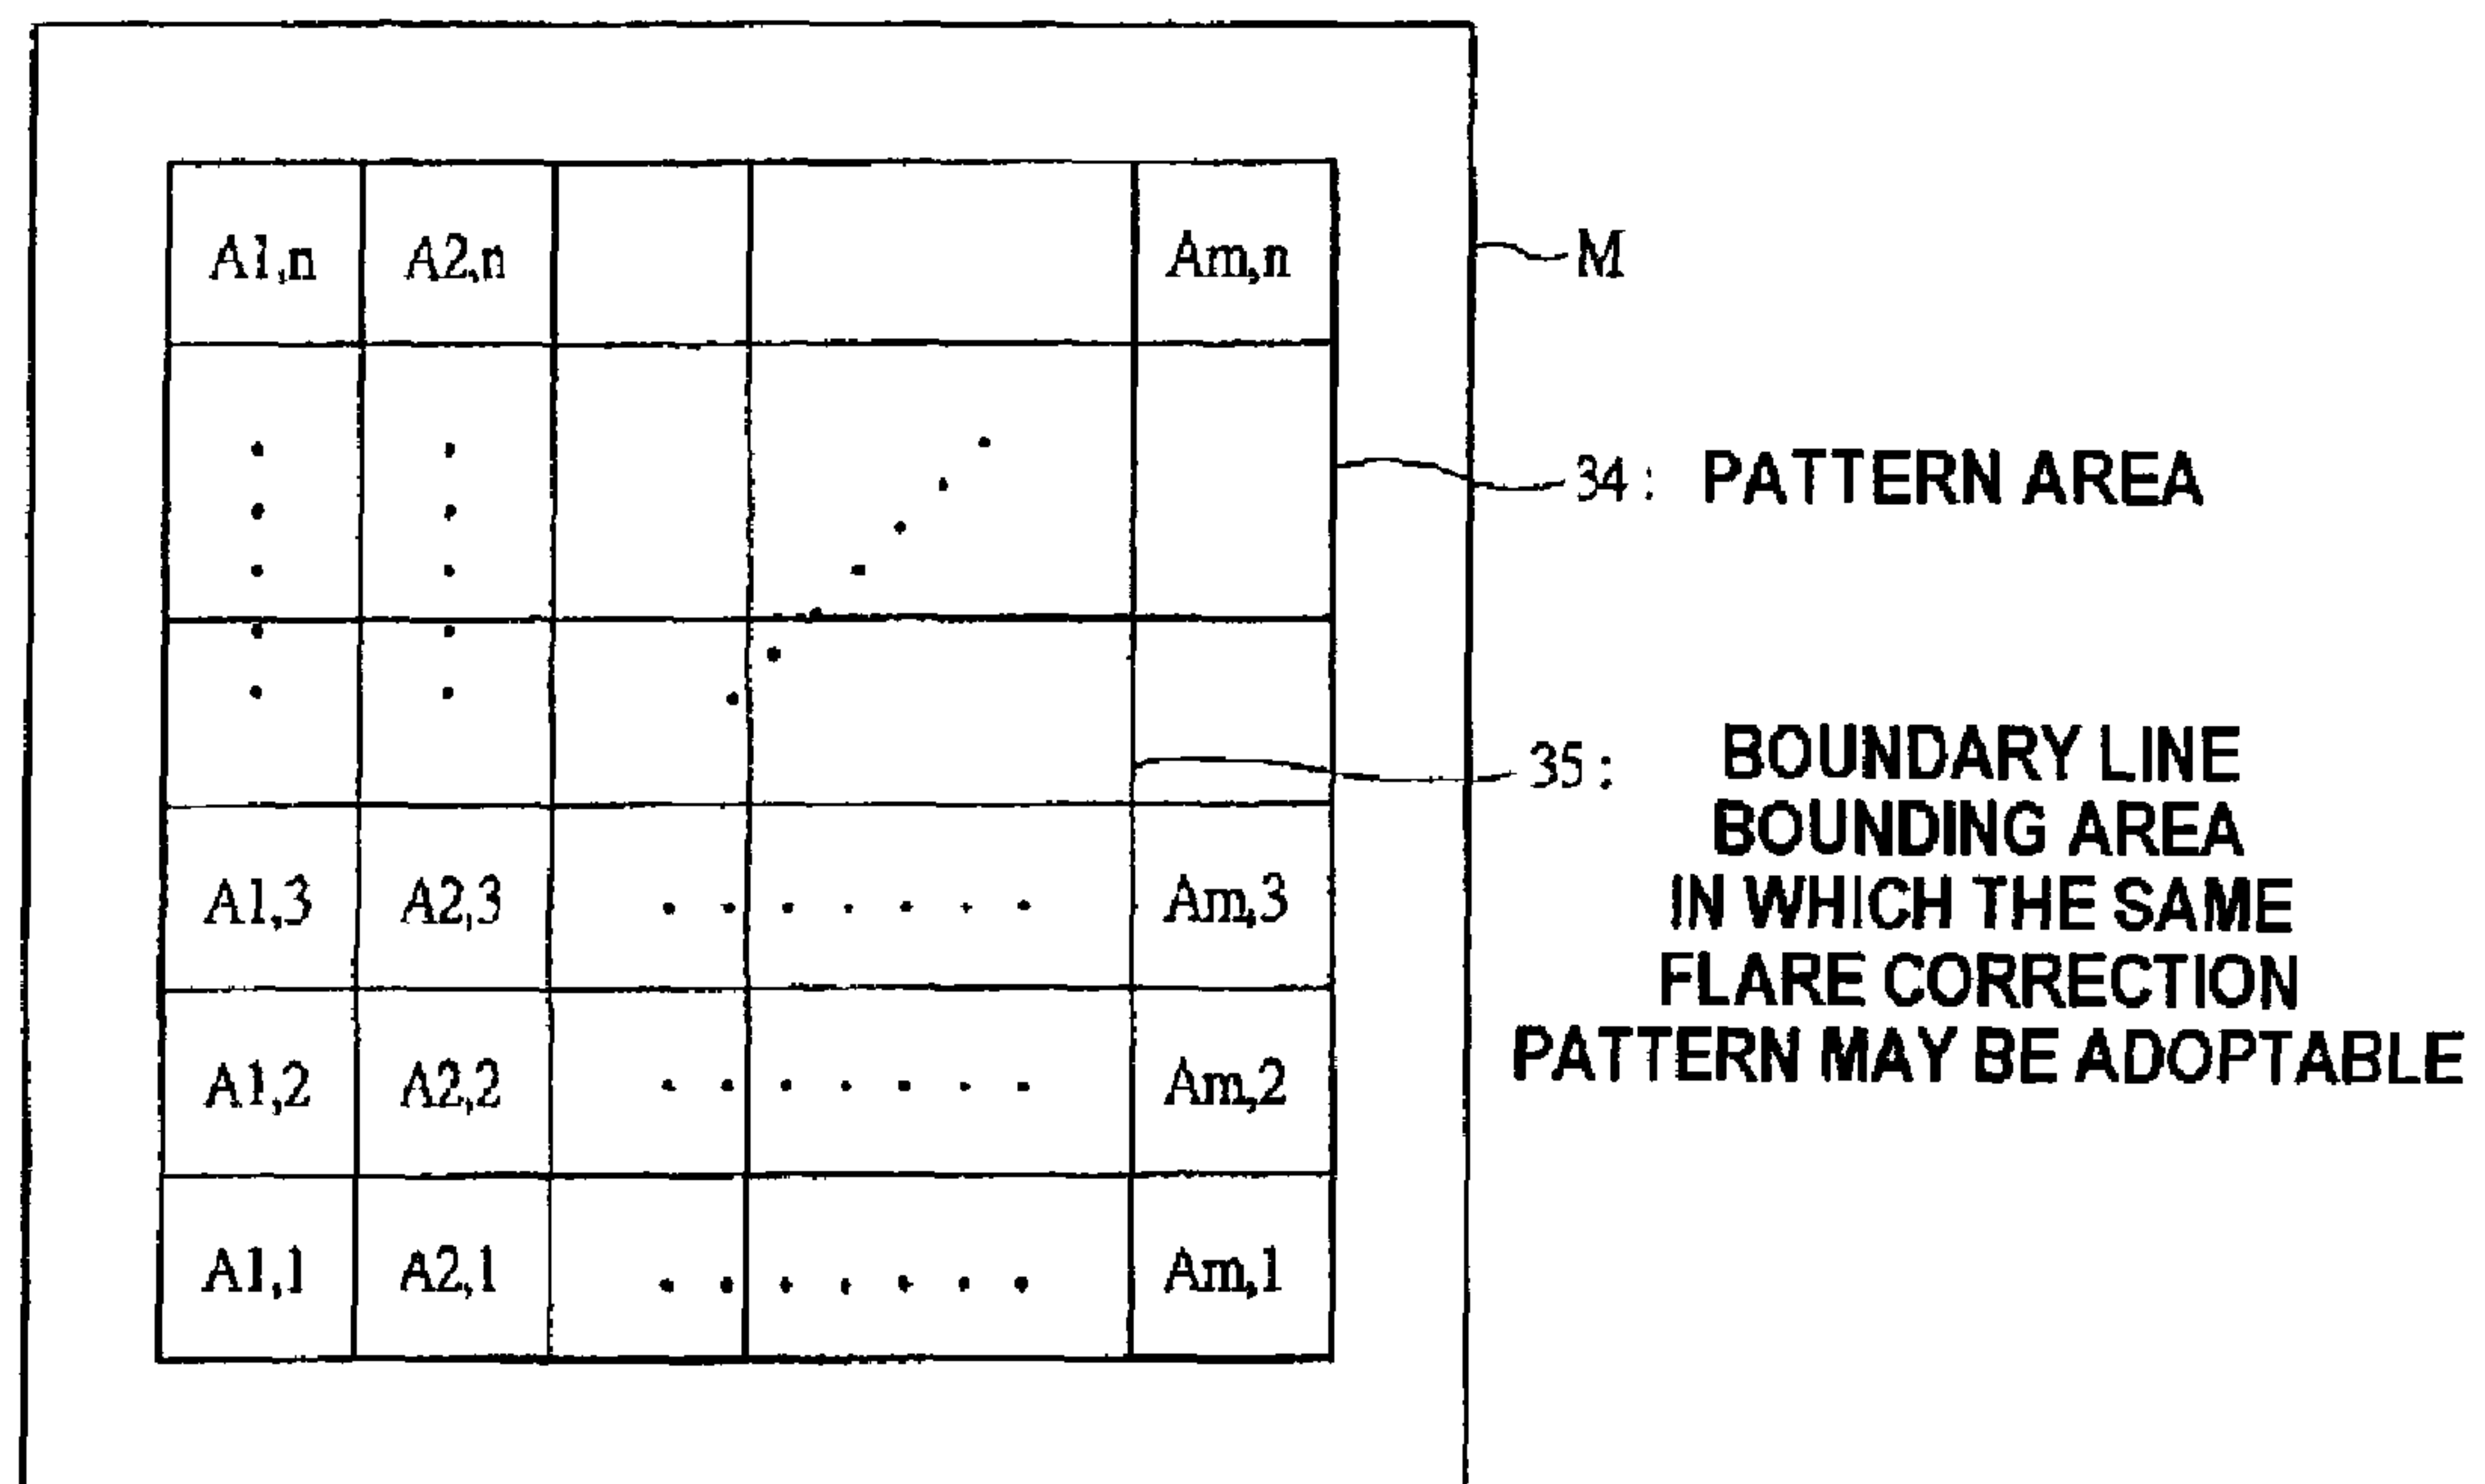 A1,n A2,n Am,n
M
34: PATTERN AREA
35: BOUNDARY LINE
BOUNDING AREA
IN WHICH THE SAME
FLARE CORRECTION
PATTERN MAY BE ADOPTABLE
A1,3 A2,3 Am,3
A1,2 A2,2 Am,2
A1,1 A2,1 Am,1